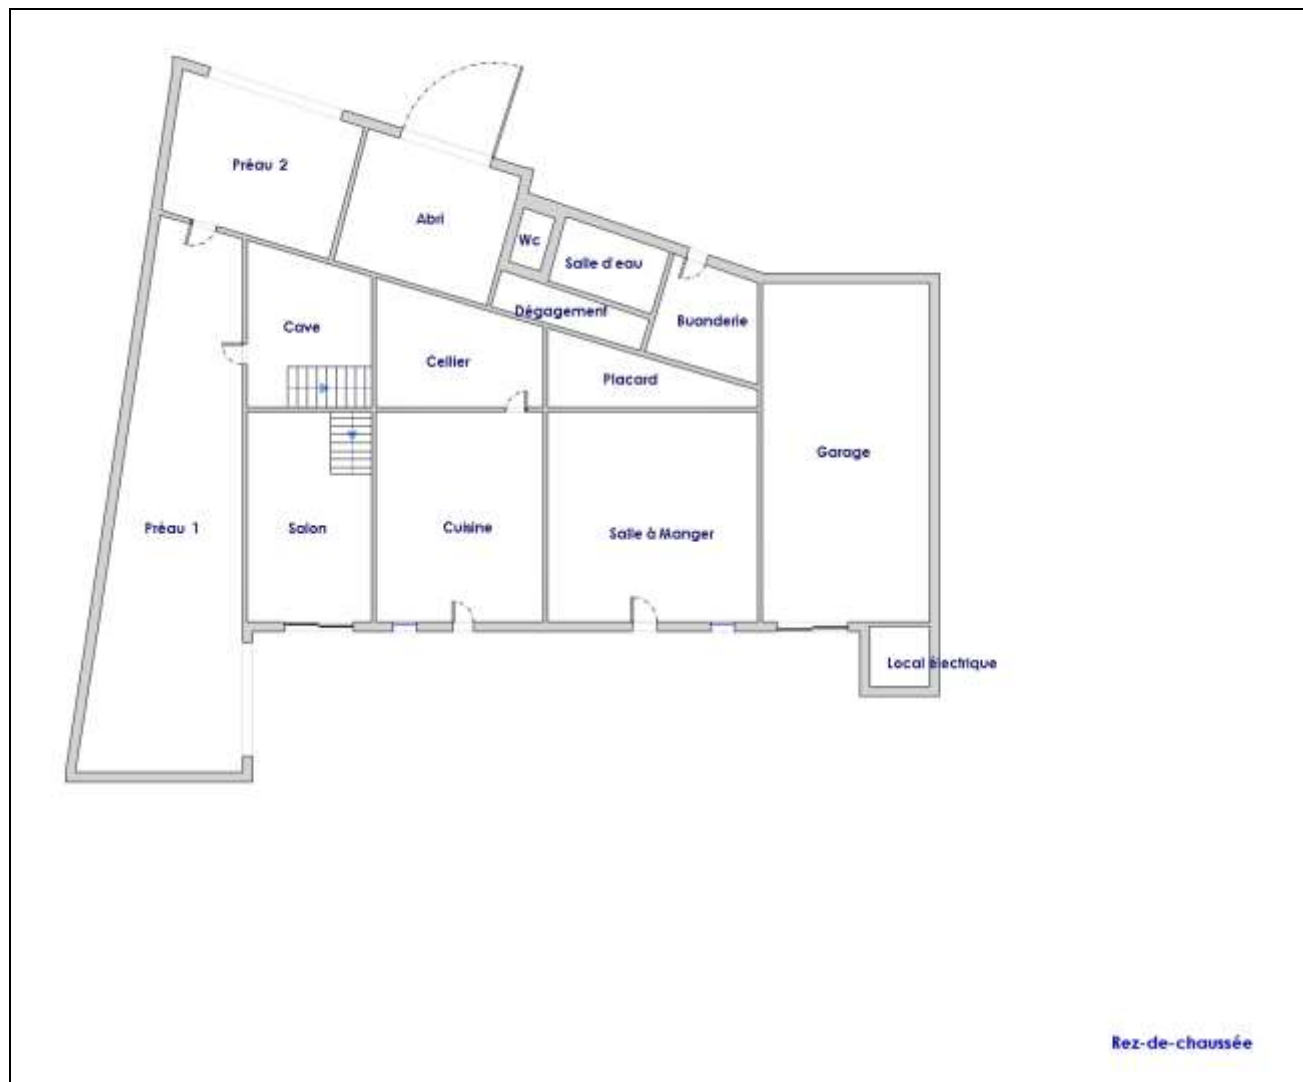 Préau 2
Abri
Wc
Salle d'eau
Dégagement
Buanderie
Cave
Cellier
Placard
Garage
Préau 1
Salon
Cuisine
Salle à Manger
Local électrique
Rez-de-chaussée